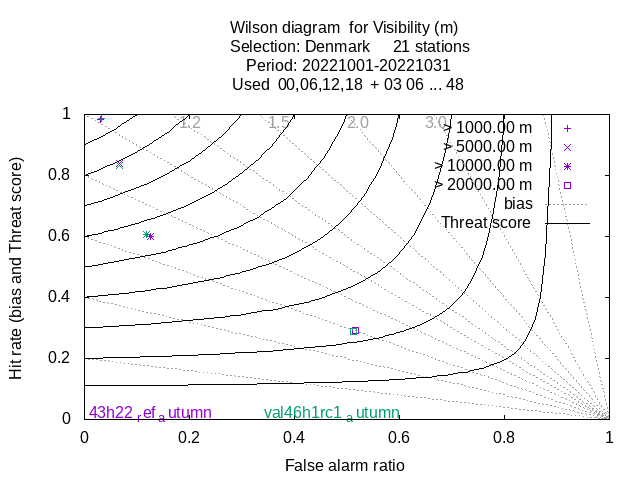 Wilson diagram for Visibility (m)
Selection: Denmark 21 stations
Period: 20221001-20221031
Used 00,06,12,18 + 03 06 ... 48
Hit rate (bias and Threat score)
1
0.8
0.6
0.4
0.2
0
1.2 1.5 2.0 3.0
> 1000.00 m
> 5000.00 m
> 10000.00 m
> 20000.00 m
bias
Threat score
43h22ref autumn val46h1rc1autumn
0 0.2 0.4 0.6 0.8 1
False alarm ratio